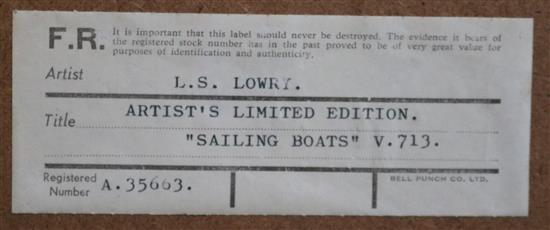 F.R. It is important that this label should never be destroyed. The evidence it bears of
the registered stock number has in the past proved to be of very great value for
purposes of identification and authenticity.
Artist L.S. LOWRY.
ARTIST'S LIMITED EDITION.
Title
"SAILING BOATS" V.713.
Registered
Number A.35663.
BELL PUNCH CO. LTD.